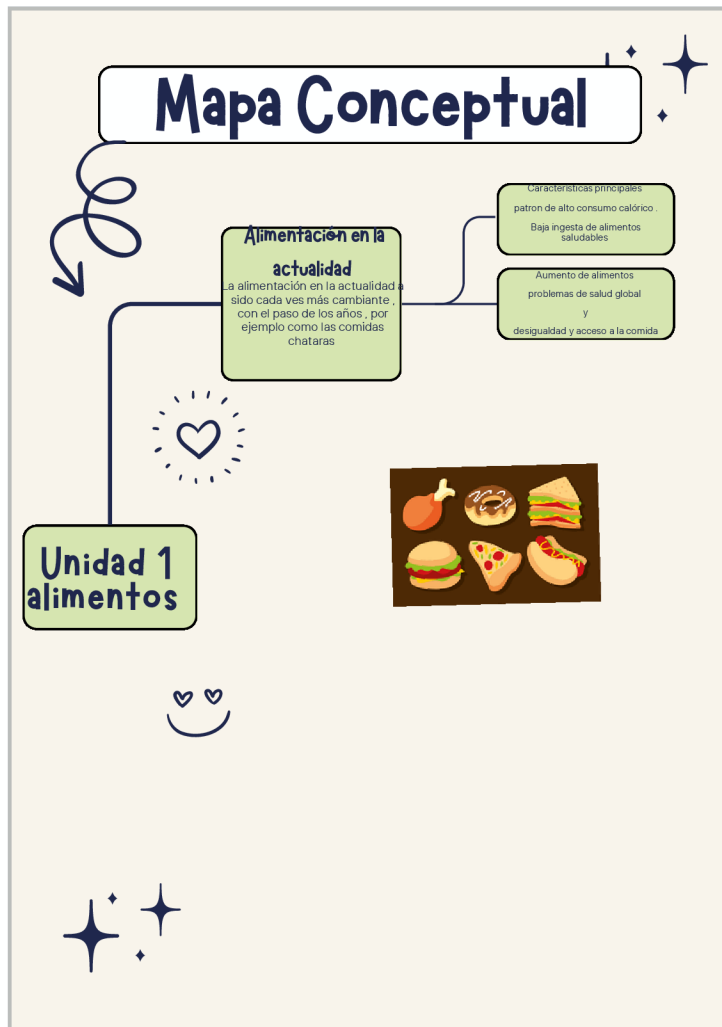 Mapa Conceptual
Características principales
patron de alto consumo calórico .
Baja ingesta de alimentos
saludables
Alimentación en la
actualidad
La alimentación en la actualidad a
sido cada ves más cambiante ,
con el paso de los años , por
ejemplo como las comidas
chataras
Aumento de alimentos
problemas de salud global
y
desigualdad y acceso a la comida
Unidad 1
alimentos